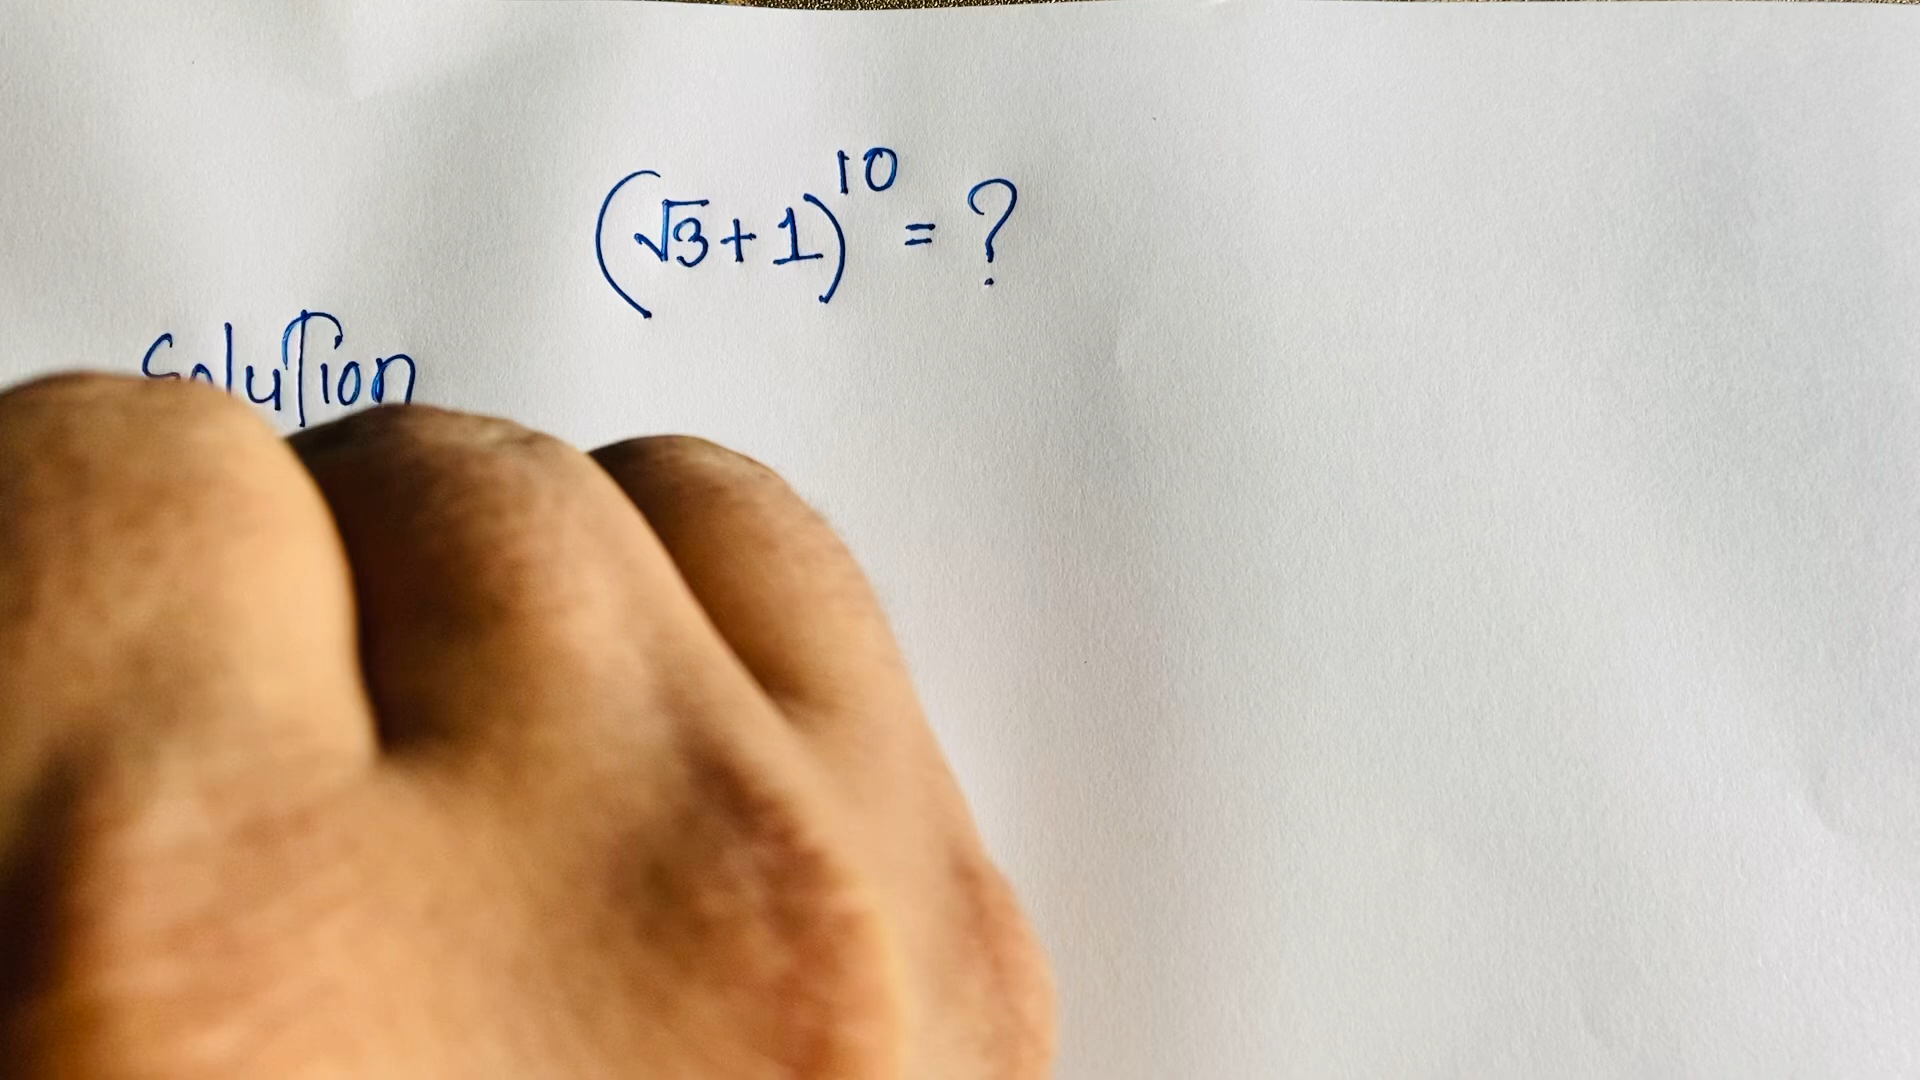 (√3+1)^10 = ?
Solution